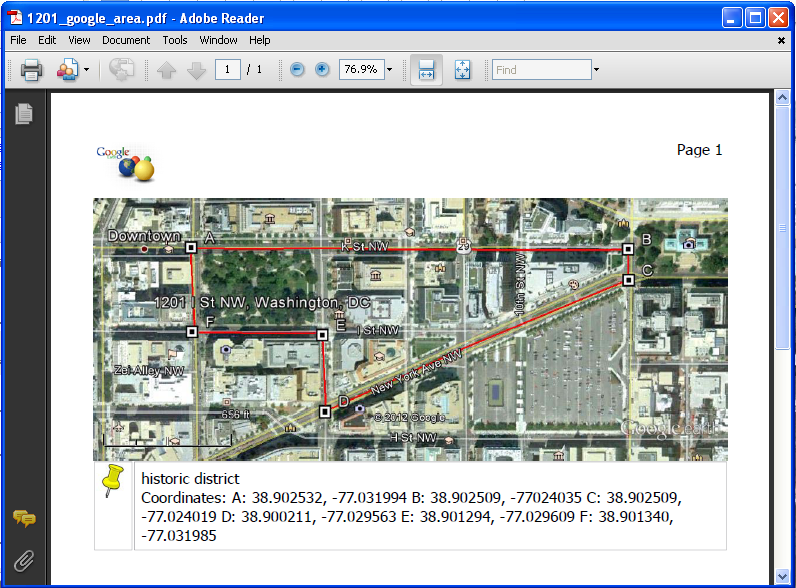 1201_google_area.pdf - Adobe Reader
File Edit View Document Tools Window Help
1 / 1 76.9% Find
Google
Page 1
Downtown A K St NW 29 B
C
10th St NW
1201 I St NW, Washington, DC
F E I St NW
Zei Alley NW
New York Ave NW
656 ft D © 2012 Google
Google earth
H St NW
historic district
Coordinates: A: 38.902532, -77.031994 B: 38.902509, -77024035 C: 38.902509,
-77.024019 D: 38.900211, -77.029563 E: 38.901294, -77.029609 F: 38.901340,
-77.031985